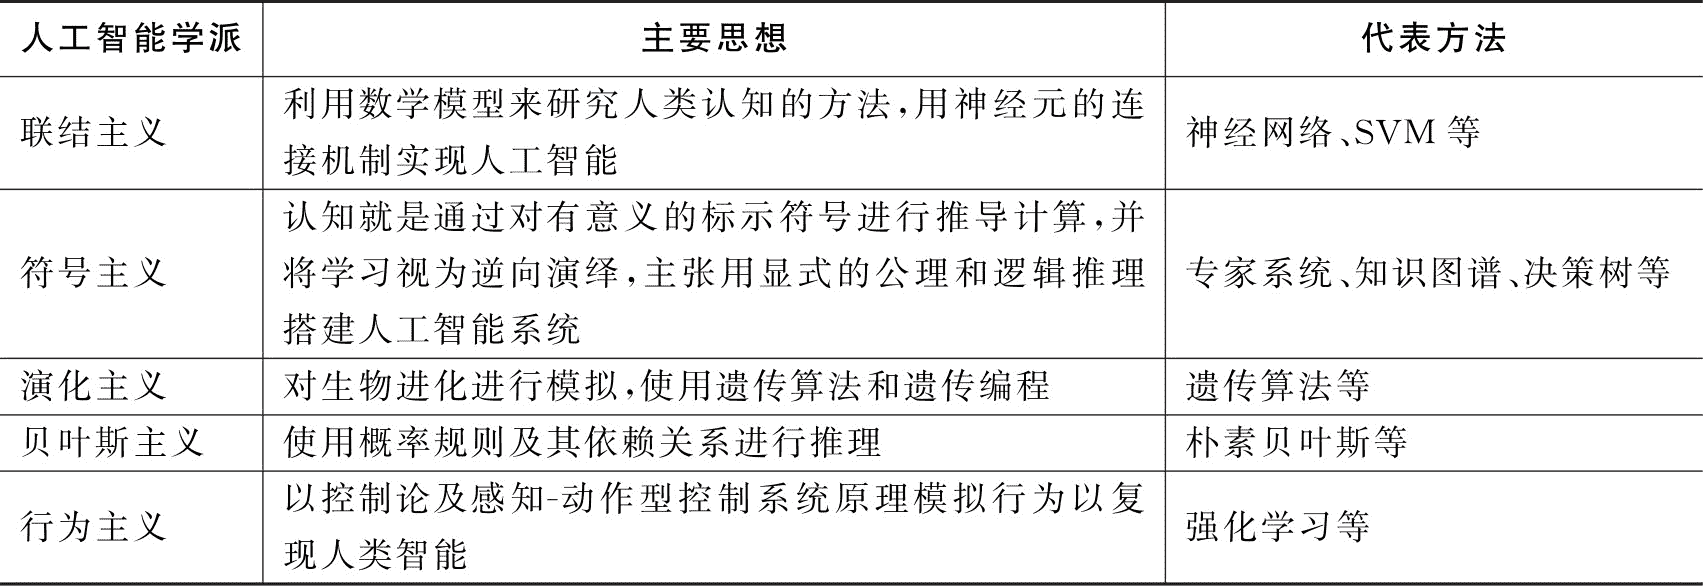 人工智能学派 主要思想 代表方法
联结主义 利用数学模型来研究人类认知的方法,用神经元的连
接机制实现人工智能 神经网络、SVM 等
符号主义 认知就是通过对有意义的标示符号进行推导计算,并
将学习视为逆向演绎,主张用显式的公理和逻辑推理
搭建人工智能系统 专家系统、知识图谱、决策树等
演化主义 对生物进化进行模拟,使用遗传算法和遗传编程 遗传算法等
贝叶斯主义 使用概率规则及其依赖关系进行推理 朴素贝叶斯等
行为主义 以控制论及感知-动作型控制系统原理模拟行为以复
现人类智能 强化学习等